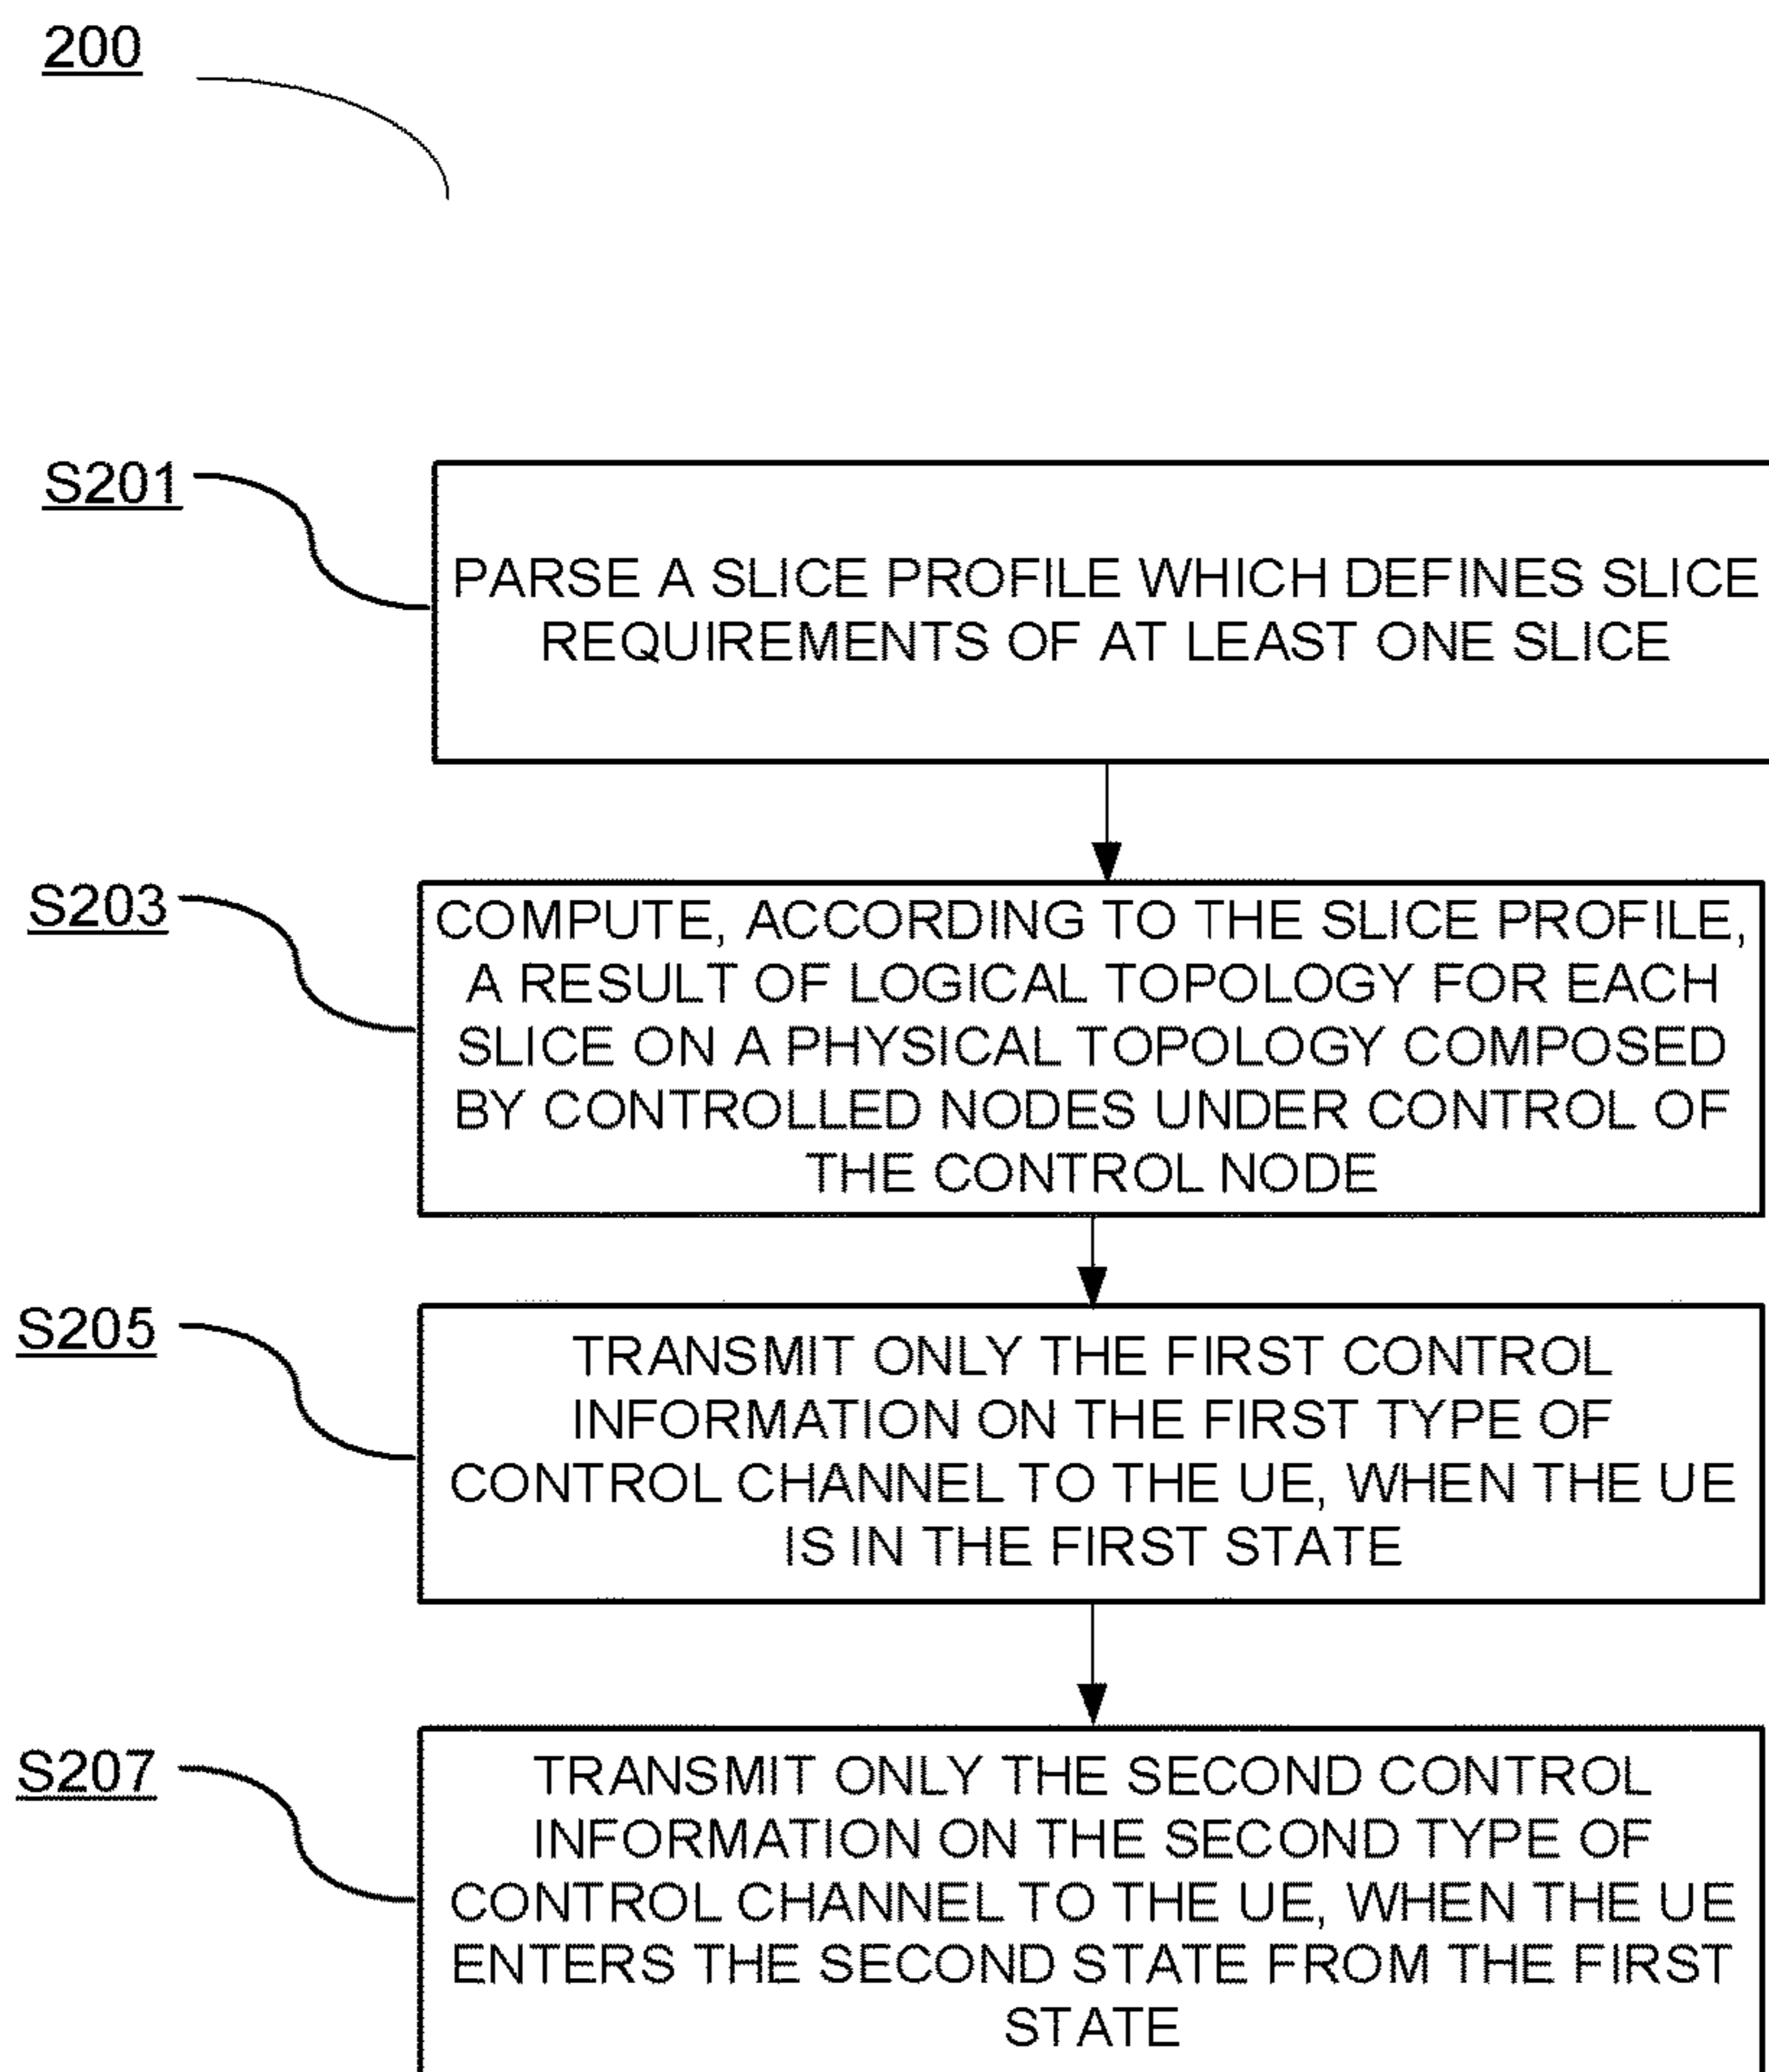 200
S201
PARSE A SLICE PROFILE WHICH DEFINES SLICE
REQUIREMENTS OF AT LEAST ONE SLICE
S203
COMPUTE, ACCORDING TO THE SLICE PROFILE,
A RESULT OF LOGICAL TOPOLOGY FOR EACH
SLICE ON A PHYSICAL TOPOLOGY COMPOSED
BY CONTROLLED NODES UNDER CONTROL OF
THE CONTROL NODE
S205
TRANSMIT ONLY THE FIRST CONTROL
INFORMATION ON THE FIRST TYPE OF
CONTROL CHANNEL TO THE UE, WHEN THE UE
IS IN THE FIRST STATE
S207
TRANSMIT ONLY THE SECOND CONTROL
INFORMATION ON THE SECOND TYPE OF
CONTROL CHANNEL TO THE UE, WHEN THE UE
ENTERS THE SECOND STATE FROM THE FIRST
STATE